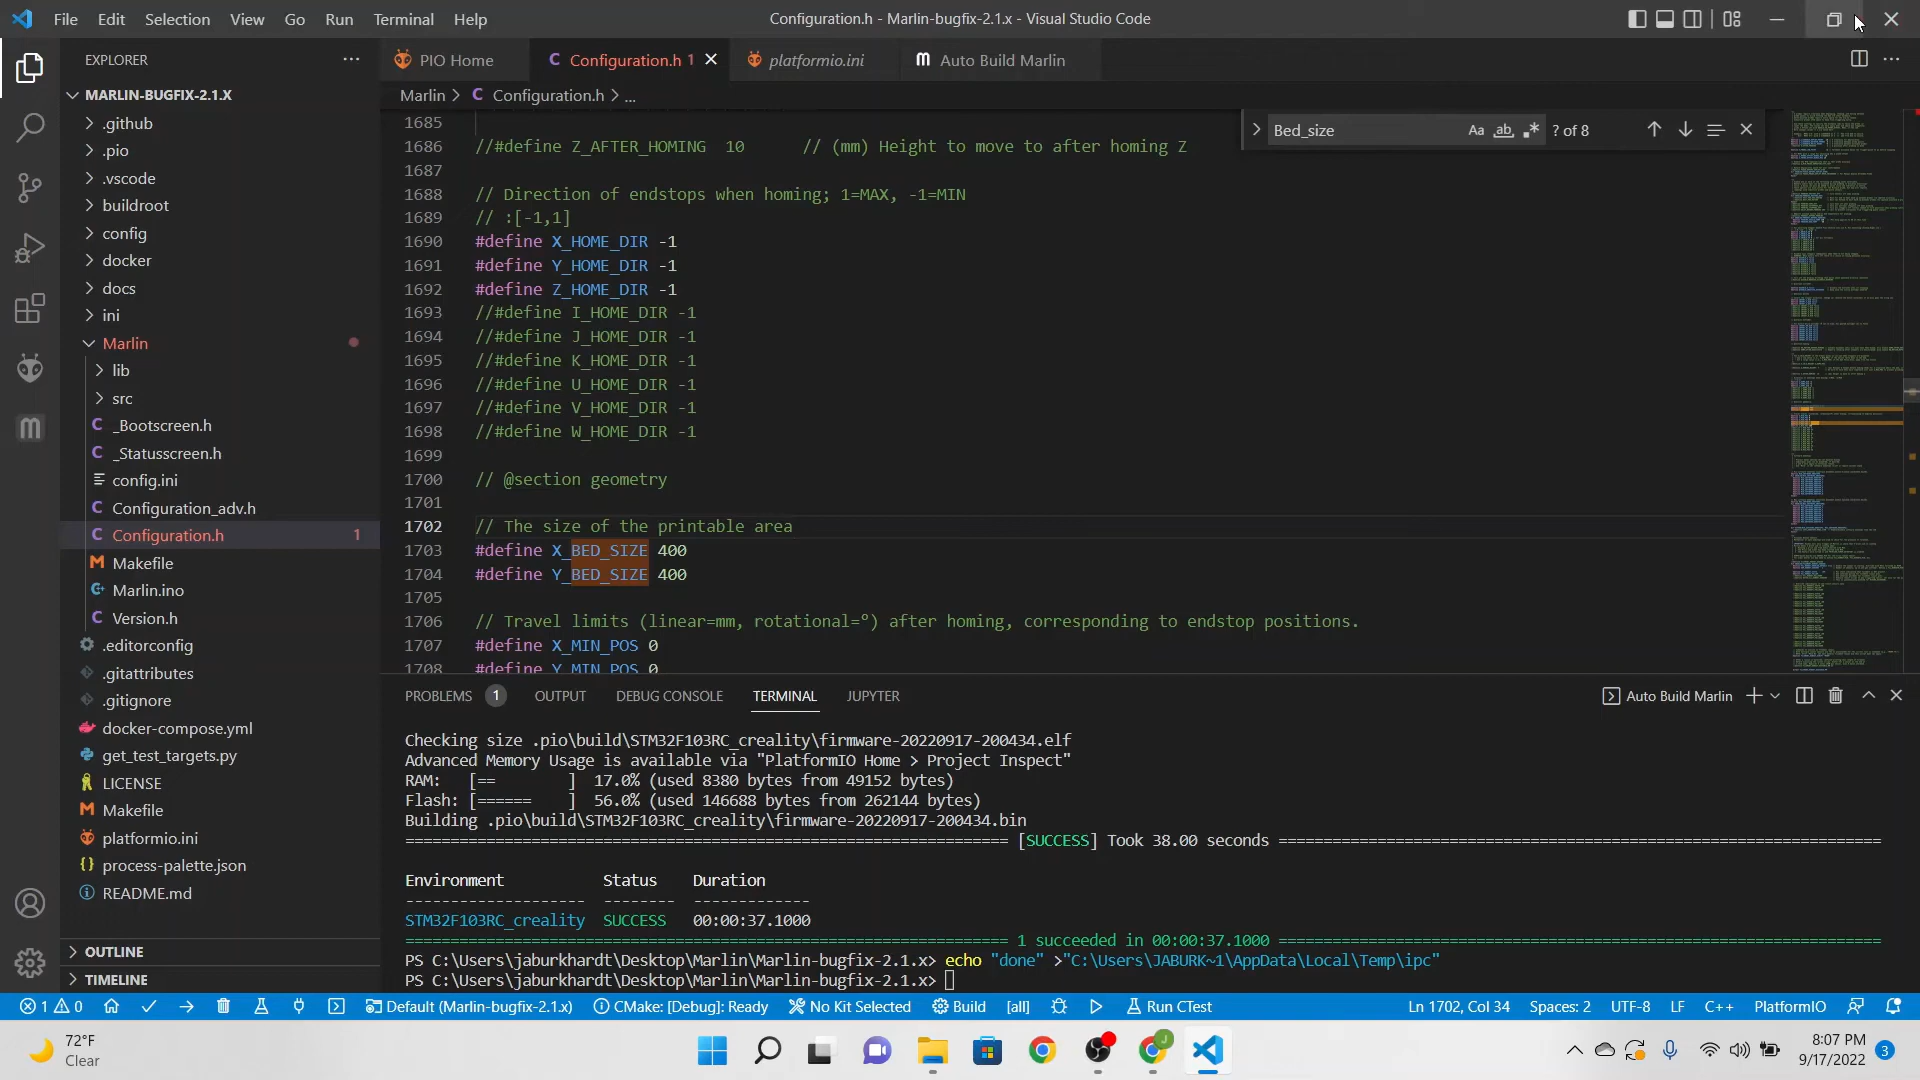 File Edit Selection View Go Run Terminal Help
Configuration.h - Marlin-bugfix-2.1.x - Visual Studio Code
EXPLORER
PIO Home
Configuration.h 1
platformio.ini
Auto Build Marlin
Marlin > C Configuration.h > ...
Bed_size
Aa ab .* ? of 8
MARLIN-BUGFIX-2.1.X
.github
.pio
.vscode
buildroot
config
docker
docs
ini
Marlin
lib
src
_Bootscreen.h
_Statusscreen.h
config.ini
Configuration_adv.h
Configuration.h 1
Makefile
Marlin.ino
Version.h
.editorconfig
.gitattributes
.gitignore
docker-compose.yml
get_test_targets.py
LICENSE
Makefile
platformio.ini
process-palette.json
README.md
OUTLINE
TIMELINE
1685
1686 //#define Z_AFTER_HOMING  10      // (mm) Height to move to after homing Z
1687
1688 // Direction of endstops when homing; 1=MAX, -1=MIN
1689 // :[-1,1]
1690 #define X_HOME_DIR -1
1691 #define Y_HOME_DIR -1
1692 #define Z_HOME_DIR -1
1693 //#define I_HOME_DIR -1
1694 //#define J_HOME_DIR -1
1695 //#define K_HOME_DIR -1
1696 //#define U_HOME_DIR -1
1697 //#define V_HOME_DIR -1
1698 //#define W_HOME_DIR -1
1699
1700 // @section geometry
1701
1702 // The size of the printable area
1703 #define X_BED_SIZE 400
1704 #define Y_BED_SIZE 400
1705
1706 // Travel limits (linear=mm, rotational=°) after homing, corresponding to endstop positions.
1707 #define X_MIN_POS 0
1708 #define Y_MIN_POS 0
PROBLEMS 1 OUTPUT DEBUG CONSOLE TERMINAL JUPYTER
Auto Build Marlin
Checking size .pio\build\STM32F103RC_creality\firmware-20220917-200434.elf
Advanced Memory Usage is available via "PlatformIO Home > Project Inspect"
RAM:   [==        ]  17.0% (used 8380 bytes from 49152 bytes)
Flash: [======    ]  56.0% (used 146688 bytes from 262144 bytes)
Building .pio\build\STM32F103RC_creality\firmware-20220917-200434.bin
=============================================================== [SUCCESS] Took 38.00 seconds ===============================================================
Environment          Status    Duration
-------------------  --------  -------------
STM32F103RC_creality  SUCCESS   00:00:37.1000
=============================================================== 1 succeeded in 00:00:37.1000 ===============================================================
PS C:\Users\jaburkhardt\Desktop\Marlin\Marlin-bugfix-2.1.x> echo "done" >"C:\Users\JABURK~1\AppData\Local\Temp\ipc"
PS C:\Users\jaburkhardt\Desktop\Marlin\Marlin-bugfix-2.1.x>
1 0 Default (Marlin-bugfix-2.1.x) CMake: [Debug]: Ready No Kit Selected Build [all] Run CTest Ln 1702, Col 34 Spaces: 2 UTF-8 LF C++ PlatformIO
72°F
Clear
8:07 PM
9/17/2022
3